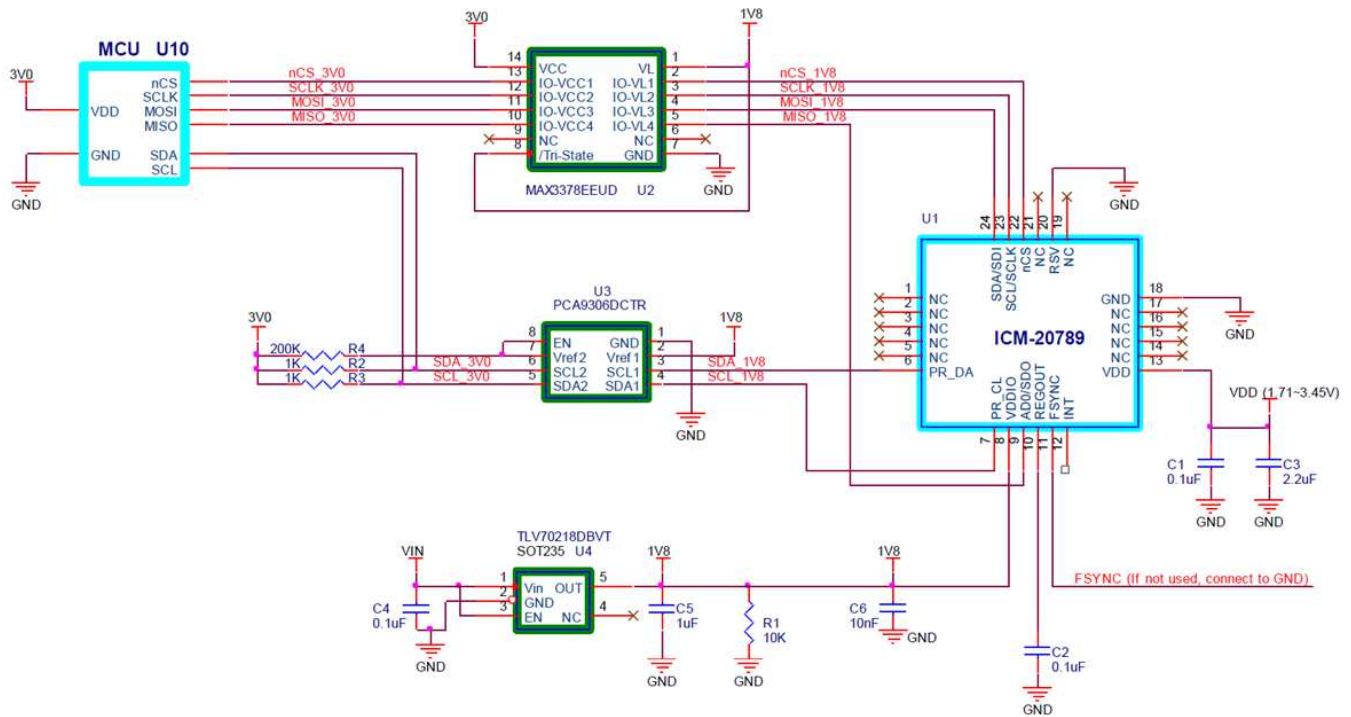 3V0
1V8
MCU U10
3V0
VDD
GND
GND
nCS
SCLK
MOSI
MISO
SDA
SCL
nCS_3V0
SCLK_3V0
MOSI_3V0
MISO_3V0
14
13
12
11
10
9
8
VCC
IO-VCC1
IO-VCC2
IO-VCC3
IO-VCC4
NC
/Tri-State
VL
IO-VL1
IO-VL2
IO-VL3
IO-VL4
NC
GND
1
2
3
4
5
6
7
nCS_1V8
SCLK_1V8
MOSI_1V8
MISO_1V8
GND
MAX3378EEUD U2
GND
U1
24
23
22
21
20
19
SDA/SDI
SCL/SCLK
nCS
NC
RSV
NC
1
2
3
4
5
6
NC
NC
NC
NC
NC
PR_DA
ICM-20789
GND
NC
NC
NC
NC
VDD
18
17
16
15
14
13
GND
PR_CL
VDDIO
AD0/SDO
REGOUT
FSYNC
INT
7
8
9
10
11
12
U3
PCA9306DCTR
3V0
200K R4
1K R2
1K R3
SDA_3V0
SCL_3V0
8
7
6
5
EN
Vref2
SCL2
SDA2
GND
Vref1
SCL1
SDA1
1
2
3
4
1V8
SDA_1V8
SCL_1V8
GND
VDD (1.71~3.45V)
C1
0.1uF
C3
2.2uF
GND
GND
TLV70218DBVT
SOT235 U4
VIN
1
2
3
Vin
GND
EN
OUT
NC
5
4
C4
0.1uF
GND
1V8
C5
1uF
GND
R1
10K
GND
1V8
C6
10nF
GND
FSYNC (If not used, connect to GND)
C2
0.1uF
GND